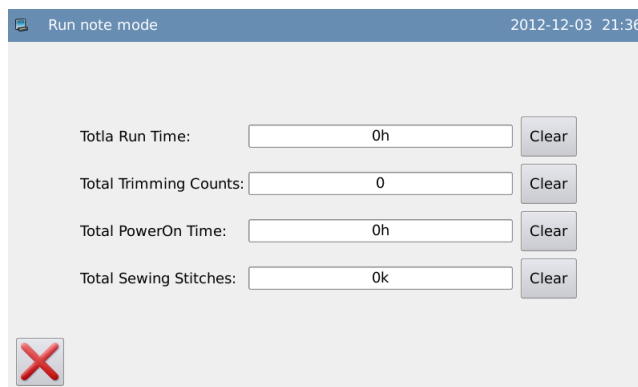 Run note mode 2012-12-03 21:36
Totla Run Time: 0h Clear
Total Trimming Counts: 0 Clear
Total PowerOn Time: 0h Clear
Total Sewing Stitches: 0k Clear